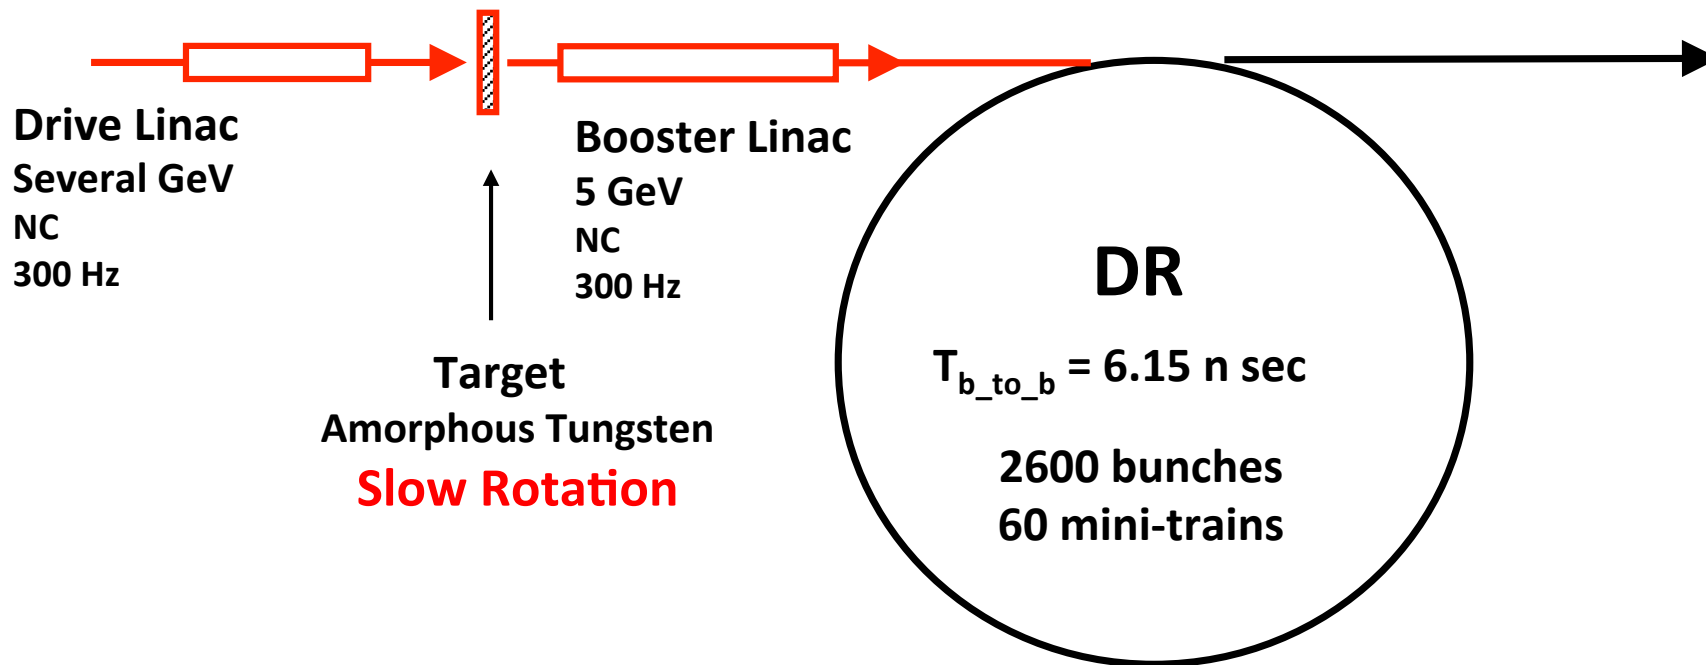 Drive Linac
Several GeV
NC
300 Hz
Booster Linac
5 GeV
NC
300 Hz
Target
Amorphous Tungsten
Slow Rotation
DR
T_b_to_b = 6.15 n sec
2600 bunches
60 mini-trains